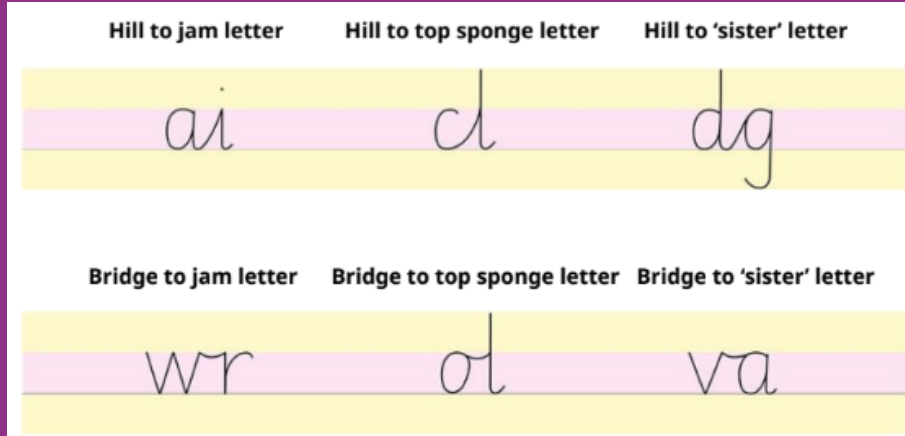 Hill to jam letter Hill to top sponge letter Hill to ‘sister’ letter
ai cl dg
Bridge to jam letter Bridge to top sponge letter Bridge to ‘sister’ letter
wr ol va